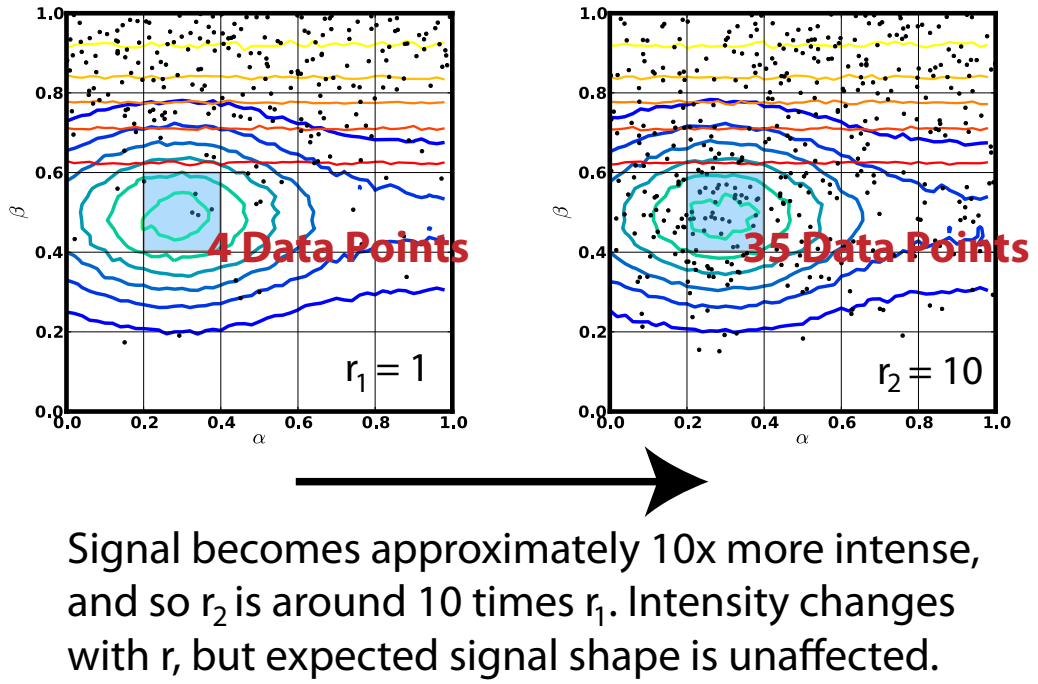 1.0
0.8
0.6
β
0.4
0.2
0.0
0.0 0.2 0.4 0.6 0.8 1.0
α
4 Data Points
r₁ = 1
1.0
0.8
0.6
β
0.4
0.2
0.0
0.0 0.2 0.4 0.6 0.8 1.0
α
35 Data Points
r₂ = 10
Signal becomes approximately 10x more intense,
and so r₂ is around 10 times r₁. Intensity changes
with r, but expected signal shape is unaffected.